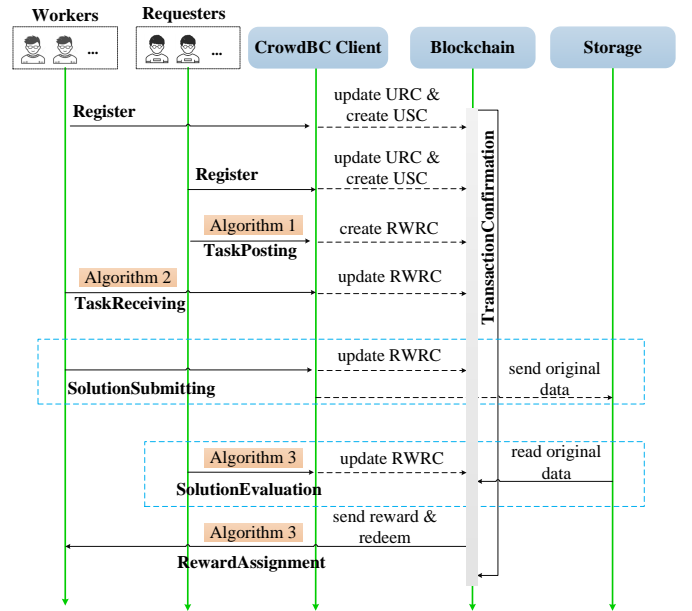 Workers
Requesters
...
...
CrowdBC Client
Blockchain
Storage
update URC &
create USC
Register
update URC &
create USC
Register
TransactionConfirmation
Algorithm 1
create RWRC
TaskPosting
Algorithm 2
update RWRC
TaskReceiving
update RWRC
send original
data
SolutionSubmitting
Algorithm 3
update RWRC
read original
data
SolutionEvaluation
send reward &
redeem
Algorithm 3
RewardAssignment